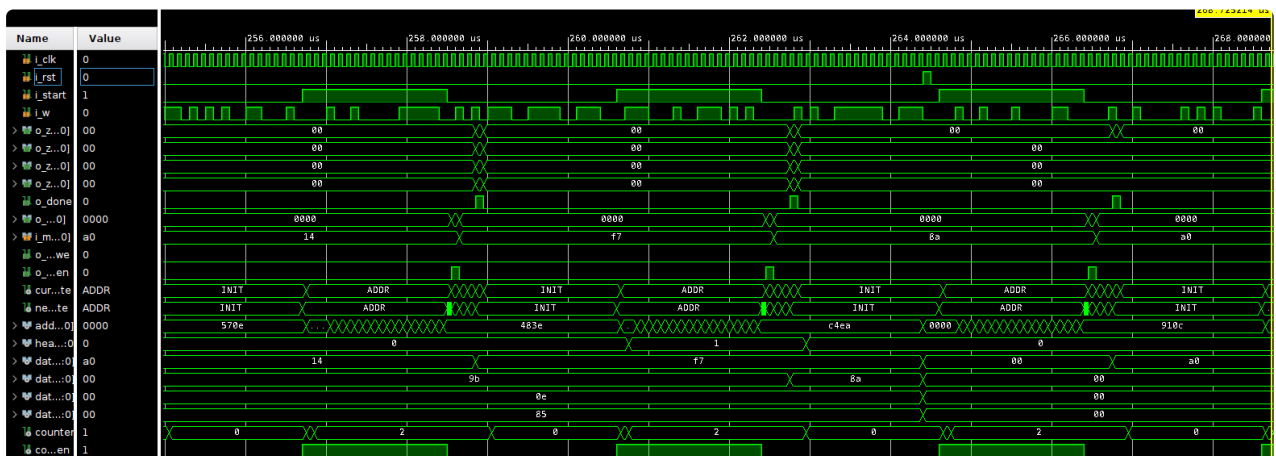 268.725214 us
Name Value
256.000000 us 258.000000 us 260.000000 us 262.000000 us 264.000000 us 266.000000 us 268.000000
i_clk 0
i_rst 0
i_start 1
i_w 0
o_z...0] 00 00 00 00 00
o_z...0] 00 00 00 00
o_z...0] 00 00 00 00
o_z...0] 00 00 00 00
o_done 0
o_...0] 0000 0000 0000 0000 0000
i_m...0] a0 14 f7 8a a0
o_...we 0
o_...en 0
cur...te ADDR INIT ADDR INIT ADDR INIT ADDR INIT
ne...te ADDR INIT ADDR INIT ADDR INIT ADDR INIT
add...0] 0000 570e ... 483e . c4ea 0000 910c
hea...:0 0 0 1 0
dat...:0] a0 14 f7 00 a0
dat...:0] 00 9b 8a 00
dat...:0] 00 0e 00
dat...:0] 00 85 00
counter 1 0 2 0 2 0 2 0
co...en 1